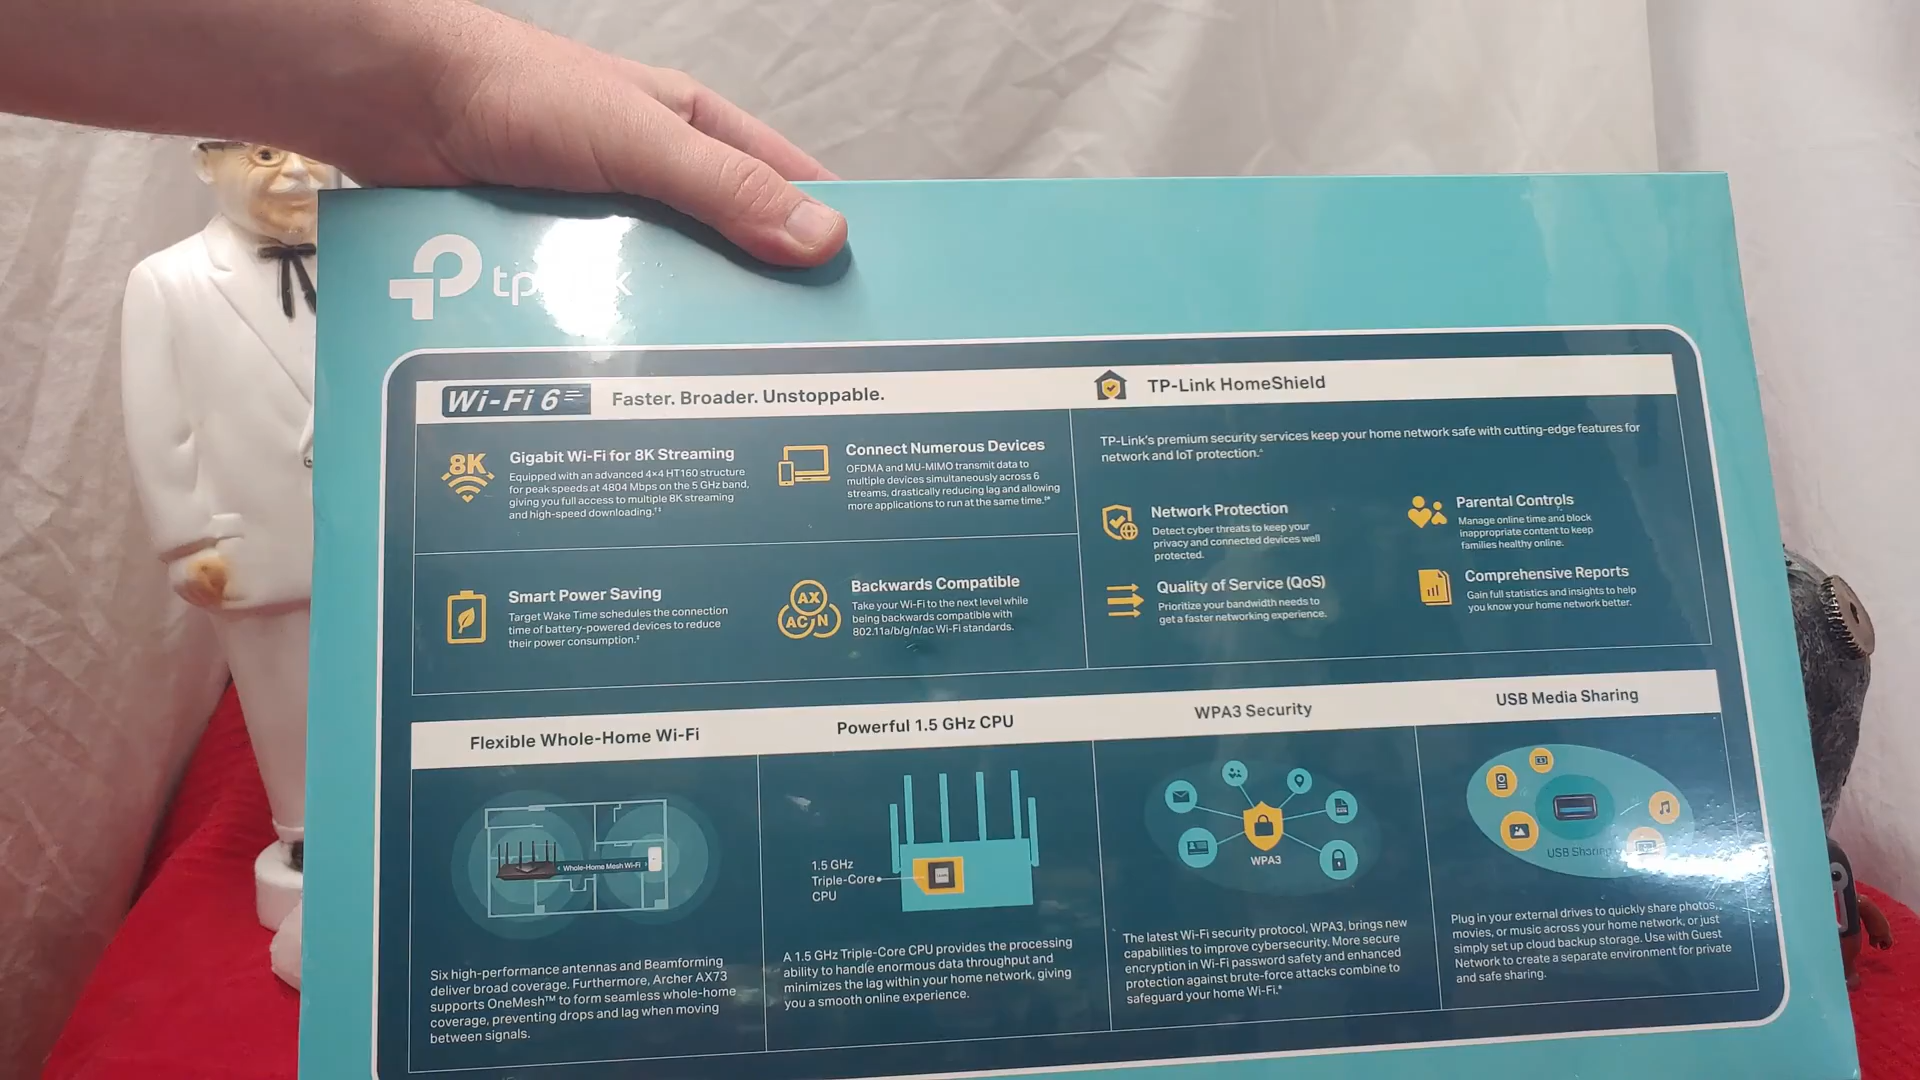 tp
Wi-Fi 6
Faster. Broader. Unstoppable.
TP-Link HomeShield
8K
Gigabit Wi-Fi for 8K Streaming
Equipped with an advanced 4×4 HT160 structure
for peak speeds at 4804 Mbps on the 5 GHz band,
giving you full access to multiple 8K streaming
and high-speed downloading.†‡
Connect Numerous Devices
OFDMA and MU-MIMO transmit data to
multiple devices simultaneously across 6
streams, drastically reducing lag and allowing
more applications to run at the same time.
Smart Power Saving
Target Wake Time schedules the connection
time of battery-powered devices to reduce
their power consumption.‡
AX
AC N
Backwards Compatible
Take your Wi-Fi to the next level while
being backwards compatible with
802.11a/b/g/n/ac Wi-Fi standards.
TP-Link's premium security services keep your home network safe with cutting-edge features for
network and IoT protection.^
Network Protection
Detect cyber threats to keep your
privacy and connected devices well
protected.
Parental Controls
Manage online time and block
inappropriate content to keep
families healthy online.
Quality of Service (QoS)
Prioritize your bandwidth needs to
get a faster networking experience.
Comprehensive Reports
Gain full statistics and insights to help
you know your home network better.
Flexible Whole-Home Wi-Fi
Whole-Home Mesh Wi-Fi
Six high-performance antennas and Beamforming
deliver broad coverage. Furthermore, Archer AX73
supports OneMesh™ to form seamless whole-home
coverage, preventing drops and lag when moving
between signals.
Powerful 1.5 GHz CPU
1.5 GHz
Triple-Core
CPU
A 1.5 GHz Triple-Core CPU provides the processing
ability to handle enormous data throughput and
minimizes the lag within your home network, giving
you a smooth online experience.
WPA3 Security
WPA3
The latest Wi-Fi security protocol, WPA3, brings new
capabilities to improve cybersecurity. More secure
encryption in Wi-Fi password safety and enhanced
protection against brute-force attacks combine to
safeguard your home Wi-Fi.*
USB Media Sharing
USB Sharing
Plug in your external drives to quickly share photos,
movies, or music across your home network, or just
simply set up cloud backup storage. Use with Guest
Network to create a separate environment for private
and safe sharing.